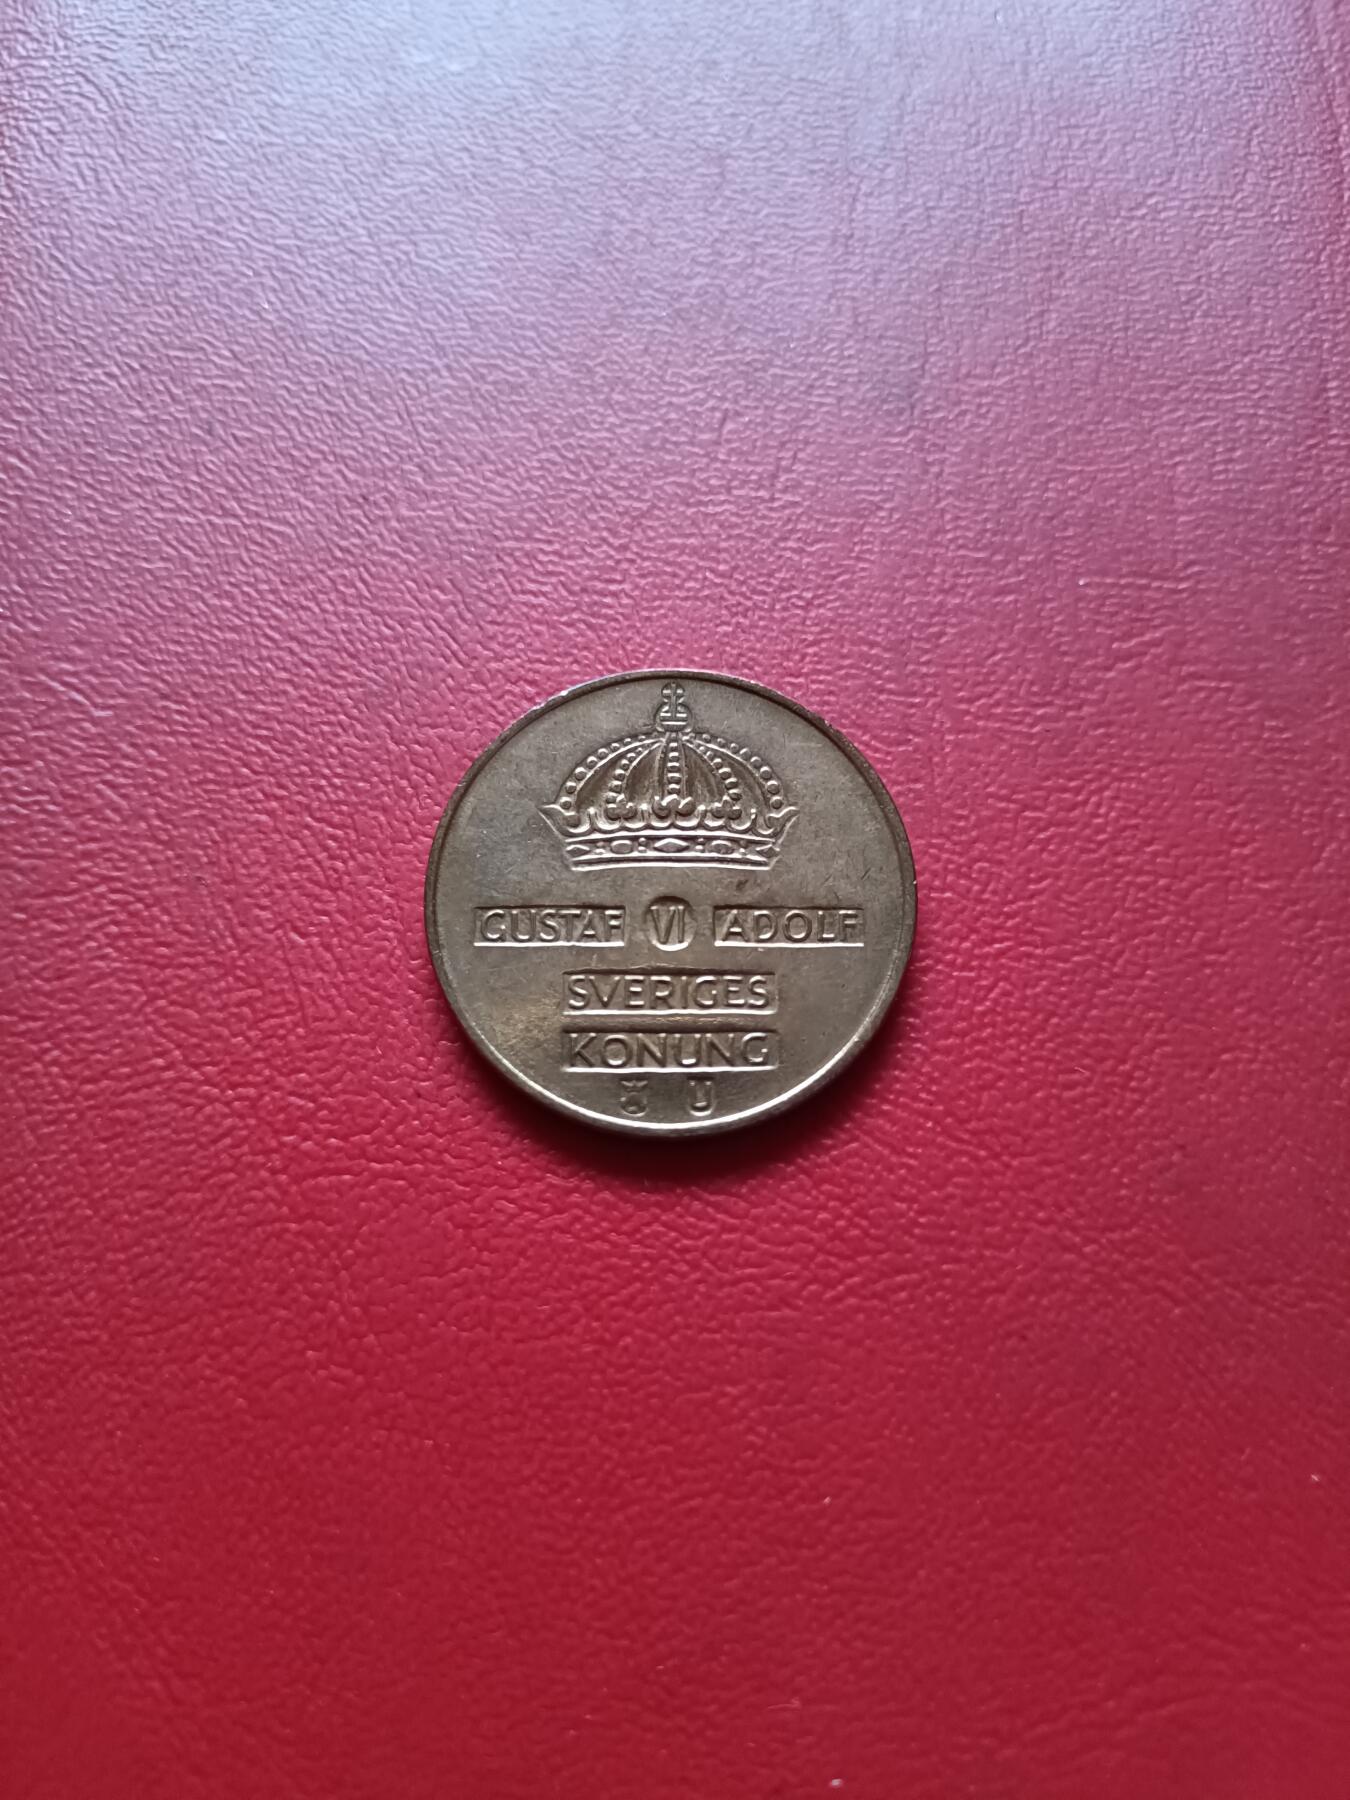 GUSTAF VI ADOLF
SVERIGES
KONUNG
U